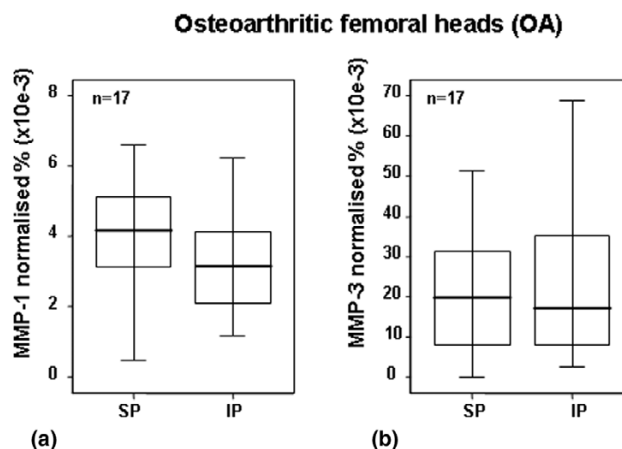 Osteoarthritic femoral heads (OA)
MMP-1 normalised % (x10e-3)
8
6
4
2
0
n=17
SP IP
(a)
MMP-3 normalised % (x10e-3)
70
60
50
40
30
20
10
0
n=17
SP IP
(b)